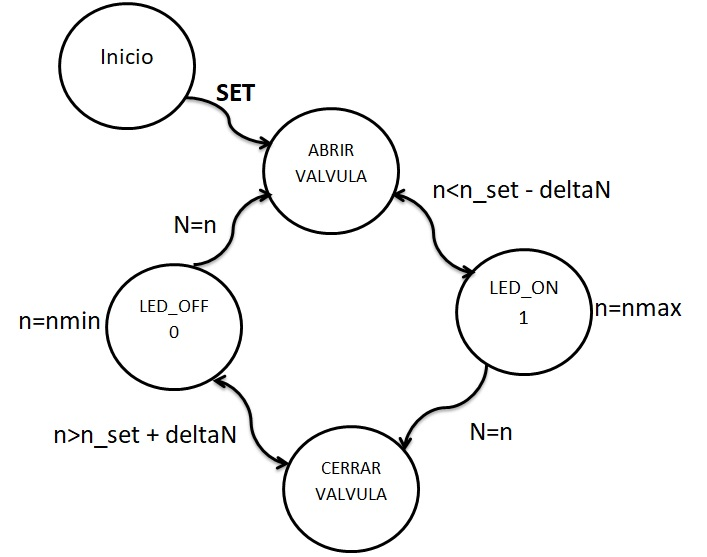 Inicio
SET
ABRIR
VALVULA
n<n_set - deltaN
N=n
LED_OFF
0
n=nmin
LED_ON
1
n=nmax
n>n_set + deltaN
N=n
CERRAR
VALVULA